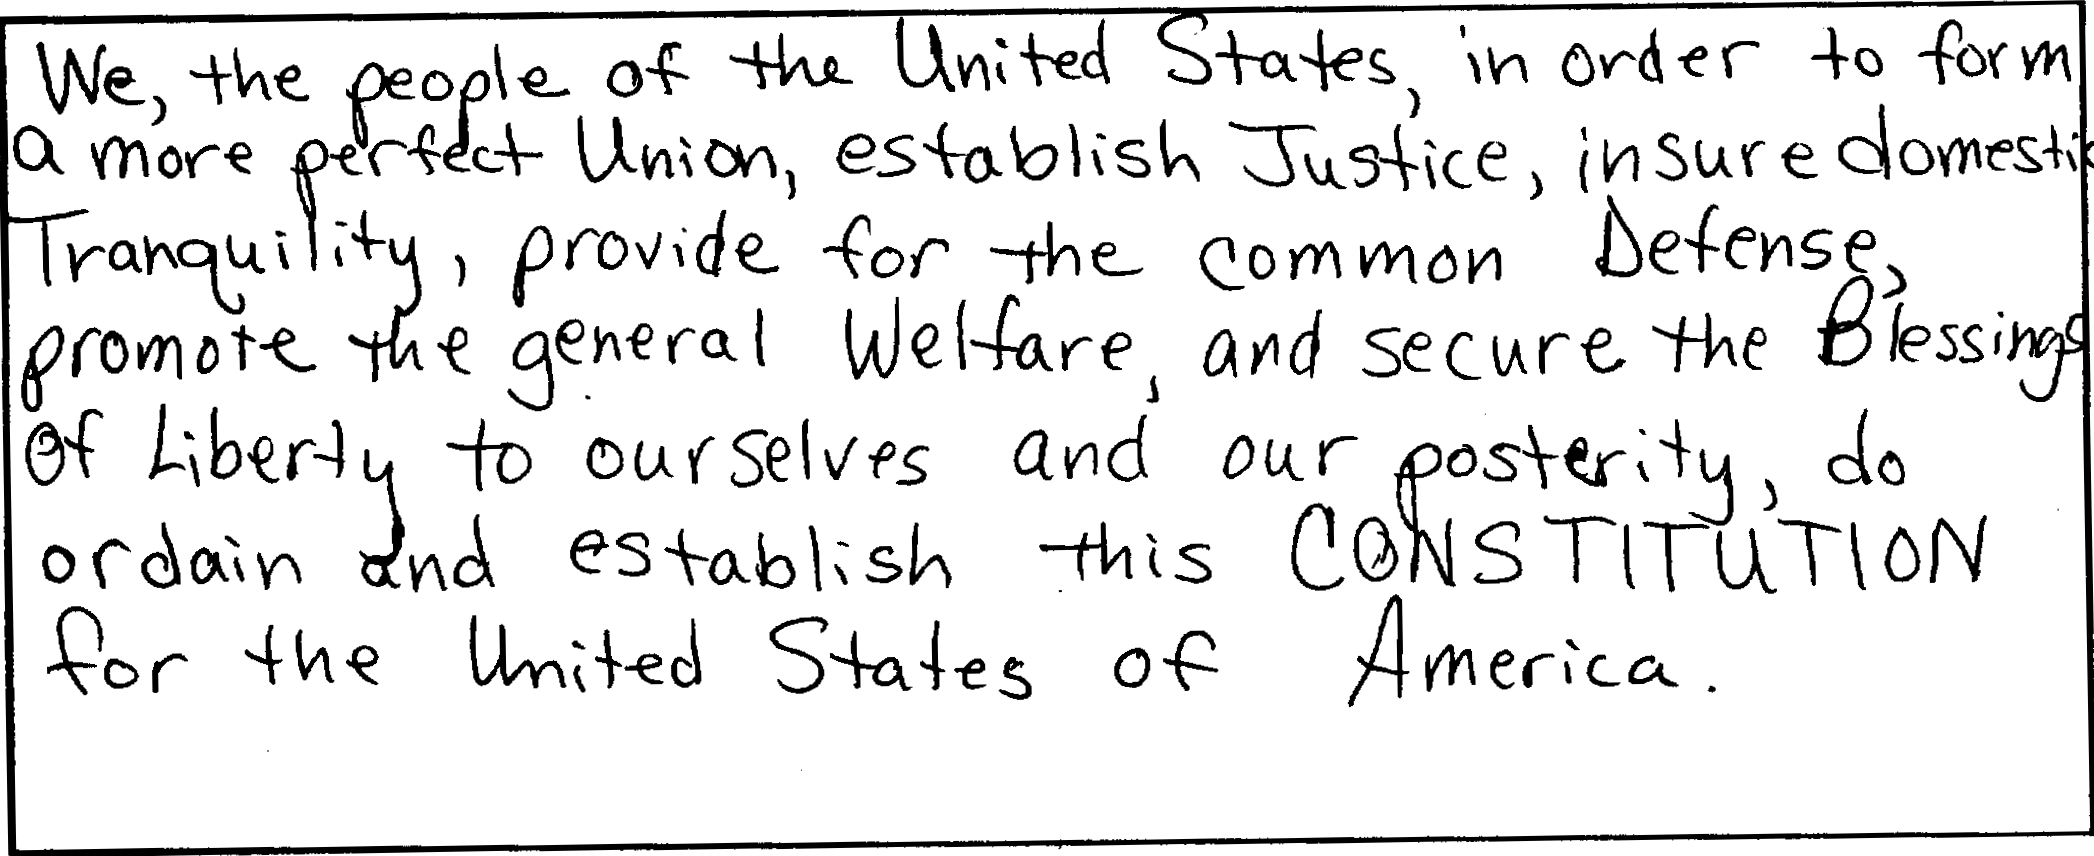 We, the people of the United States, in order to form
a more perfect Union, establish Justice, insure domestic
Tranquility, provide for the common Defense,
promote the general Welfare, and secure the Blessings
Of Liberty to ourselves and our posterity, do
ordain and establish this CONSTITUTION
for the United States of America.